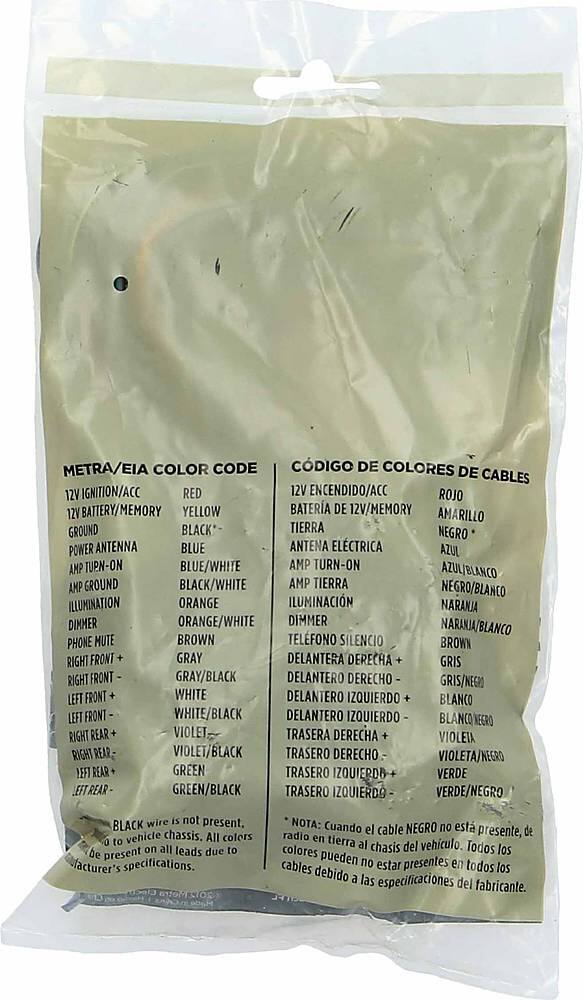 METRA/EIA COLOR CODE
12V IGNITION/ACC RED
12V BATTERY/MEMORY YELLOW
GROUND BLACK*
POWER ANTENNA BLUE
AMP TURN-ON BLUE/WHITE
AMP GROUND BLACK/WHITE
ILLUMINATION ORANGE
DIMMER ORANGE/WHITE
PHONE MUTE BROWN
RIGHT FRONT + GRAY
RIGHT FRONT - GRAY/BLACK
LEFT FRONT + WHITE
LEFT FRONT - WHITE/BLACK
RIGHT REAR + VIOLET
RIGHT REAR - VIOLET/BLACK
LEFT REAR + GREEN
LEFT REAR - GREEN/BLACK
BLACK wire is not present,
to vehicle chassis. All colors
be present on all leads due to
specifications.
CÓDIGO DE COLORES DE CABLES
12V ENCENDIDO/ACC ROJO
BATERÍA DE 12V/MEMORY AMARILLO
TIERRA NEGRO *
ANTENA ELÉCTRICA AZUL
AMP TURN-ON AZUL/BLANCO
AMP TIERRA NEGRO/BLANCO
ILUMINACIÓN NARANJA
DIMMER NARANJA/BLANCO
TELÉFONO SILENCIO BROWN
DELANTERA DERECHA + GRIS
DELANTERO DERECHO - GRIS/NEGRO
DELANTERO IZQUIERDO + BLANCO
DELANTERO IZQUIERDO - BLANCO/NEGRO
TRASERA DERECHA + VIOLETA
TRASERO DERECHO - VIOLETA/NEGRO
TRASERO IZQUIERDO + VERDE
TRASERO IZQUIERDO - VERDE/NEGRO
* NOTA: Cuando el cable NEGRO no está presente, de
radio en tierra al chasis del vehículo. Todos los
colores pueden no estar presentes en todos los
cables debido a las especificaciones del fabricante.
©2012 Metra
Made in China